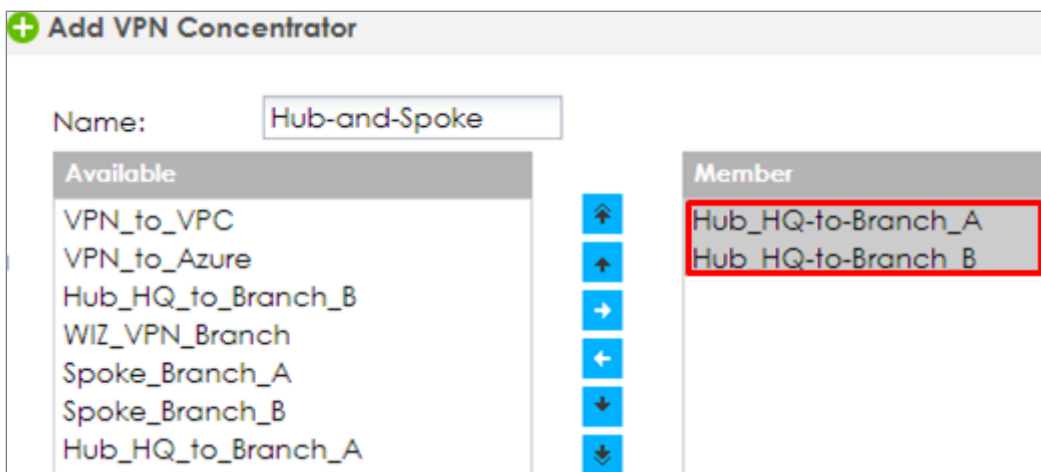 Add VPN Concentrator
Name: Hub-and-Spoke
Available
VPN_to_VPC
VPN_to_Azure
Hub_HQ_to_Branch_B
WIZ_VPN_Branch
Spoke_Branch_A
Spoke_Branch_B
Hub_HQ_to_Branch_A
Member
Hub_HQ-to-Branch_A
Hub_HQ-to-Branch_B